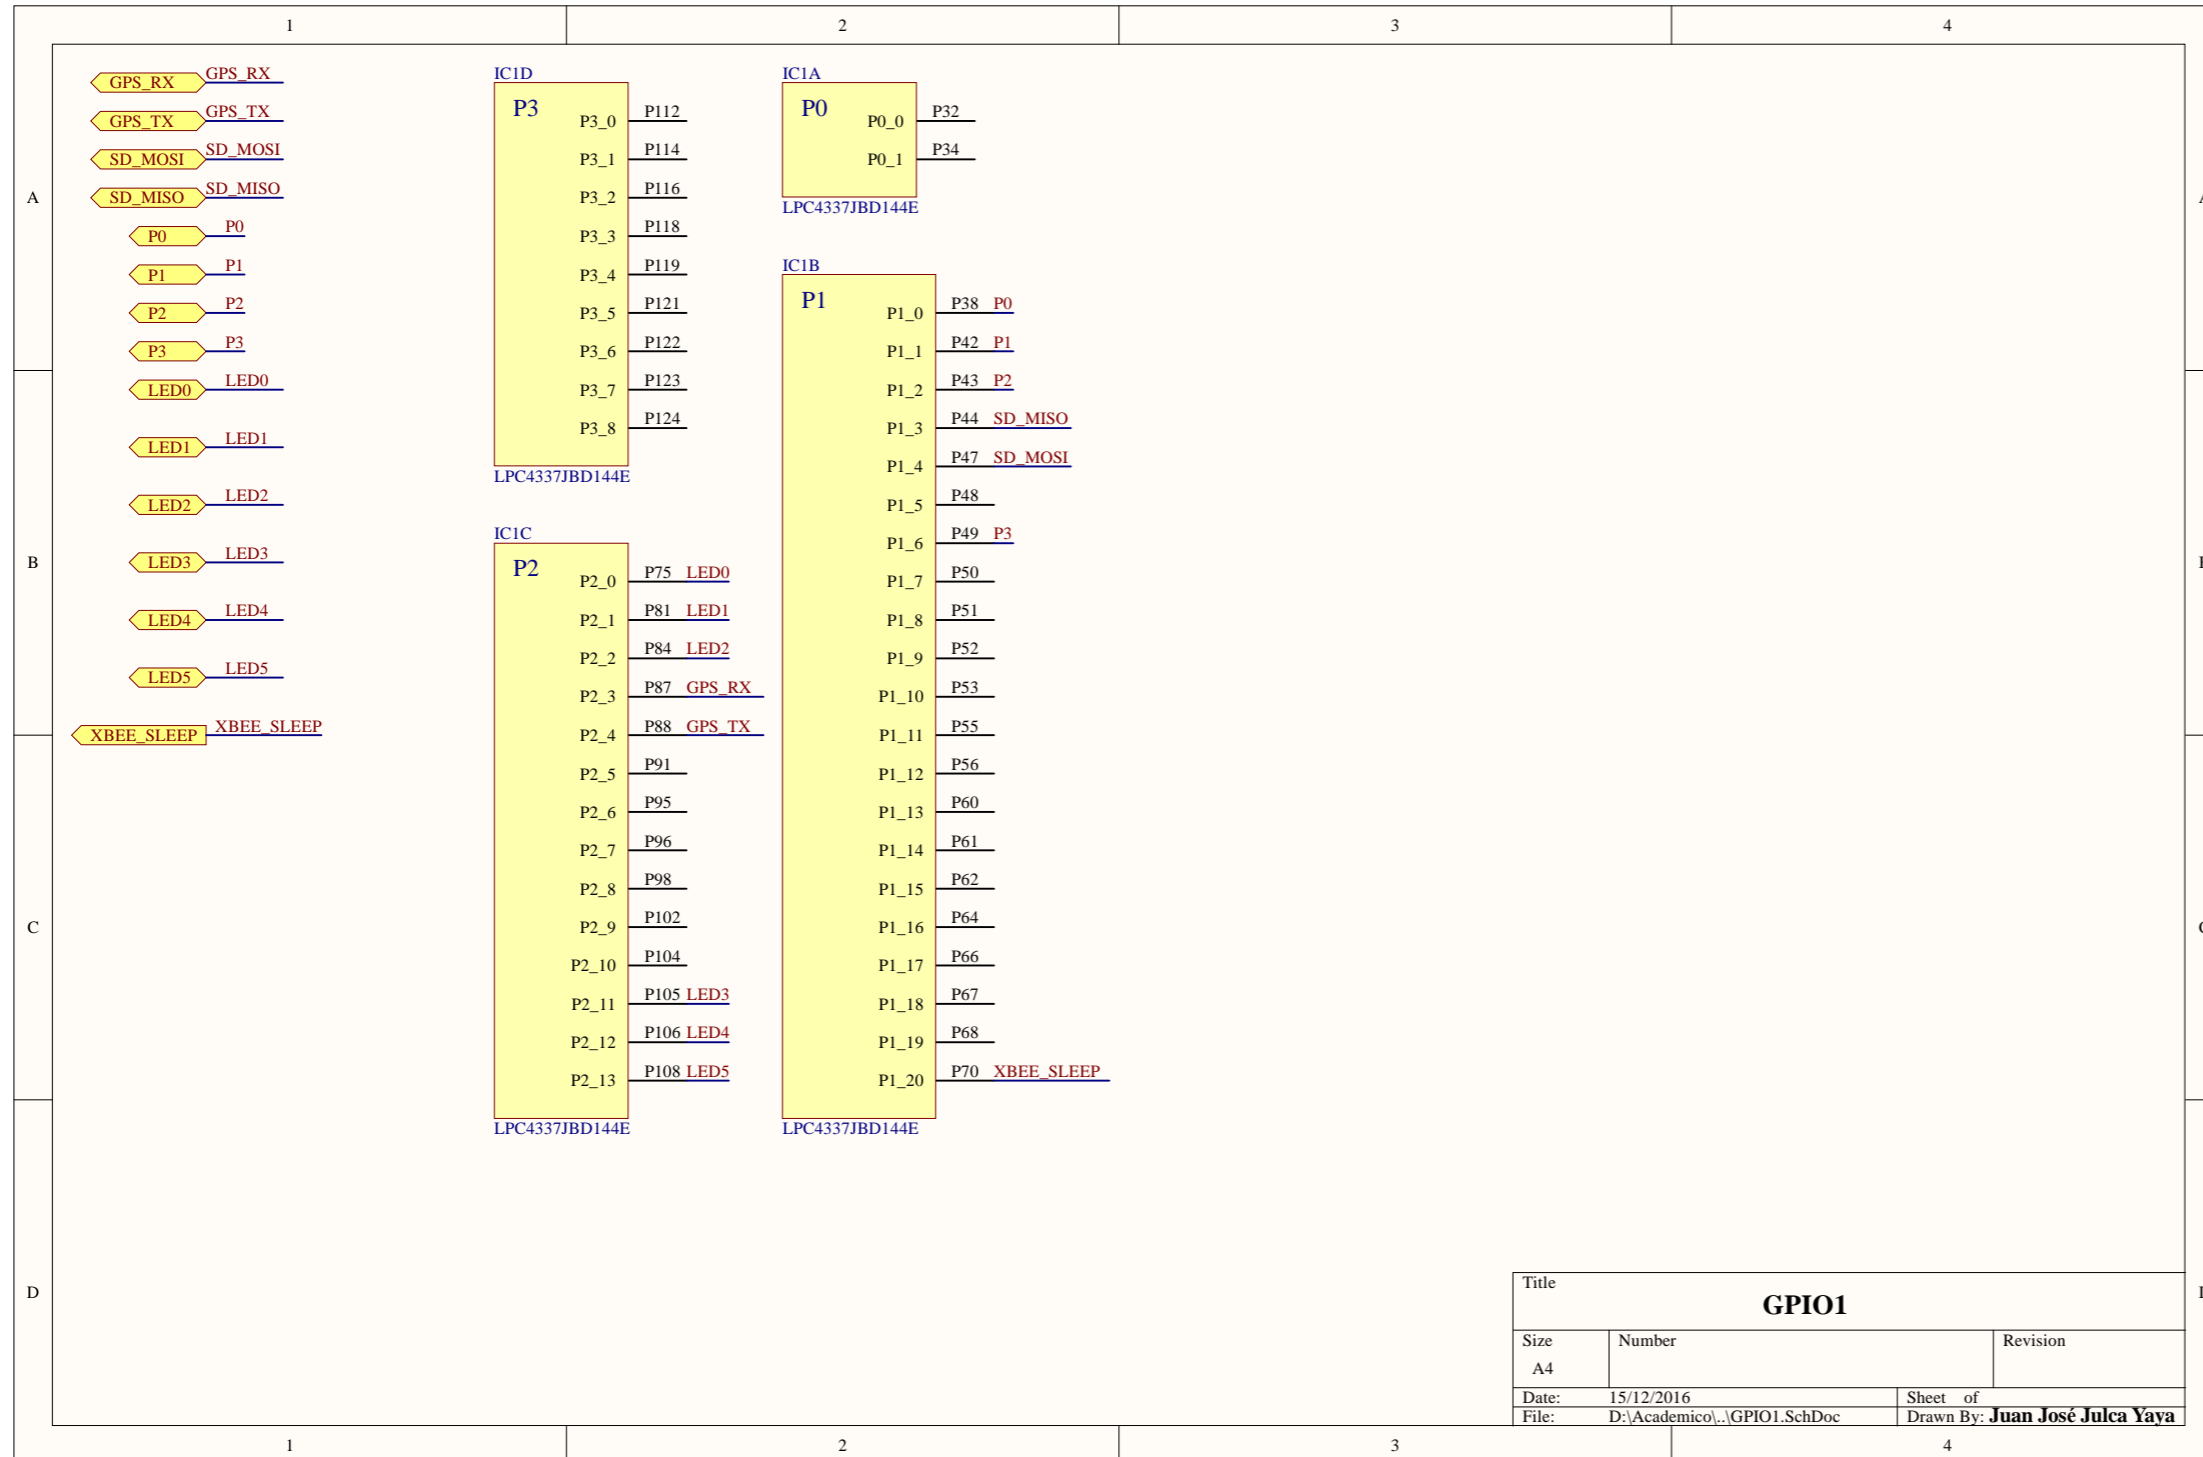 1 2 3 4
A
B
C
D
GPS_RX GPS_RX
GPS_TX GPS_TX
SD_MOSI SD_MOSI
SD_MISO SD_MISO
P0 P0
P1 P1
P2 P2
P3 P3
LED0 LED0
LED1 LED1
LED2 LED2
LED3 LED3
LED4 LED4
LED5 LED5
XBEE_SLEEP XBEE_SLEEP
IC1D
P3
P3_0 P112
P3_1 P114
P3_2 P116
P3_3 P118
P3_4 P119
P3_5 P121
P3_6 P122
P3_7 P123
P3_8 P124
LPC4337JBD144E
IC1C
P2
P2_0 P75 LED0
P2_1 P81 LED1
P2_2 P84 LED2
P2_3 P87 GPS_RX
P2_4 P88 GPS_TX
P2_5 P91
P2_6 P95
P2_7 P96
P2_8 P98
P2_9 P102
P2_10 P104
P2_11 P105 LED3
P2_12 P106 LED4
P2_13 P108 LED5
LPC4337JBD144E
IC1A
P0
P0_0 P32
P0_1 P34
LPC4337JBD144E
IC1B
P1
P1_0 P38 P0
P1_1 P42 P1
P1_2 P43 P2
P1_3 P44 SD_MISO
P1_4 P47 SD_MOSI
P1_5 P48
P1_6 P49 P3
P1_7 P50
P1_8 P51
P1_9 P52
P1_10 P53
P1_11 P55
P1_12 P56
P1_13 P60
P1_14 P61
P1_15 P62
P1_16 P64
P1_17 P66
P1_18 P67
P1_19 P68
P1_20 P70 XBEE_SLEEP
LPC4337JBD144E
Title
GPIO1
Size Number Revision
A4
Date: 15/12/2016 Sheet of
File: D:\Academico\..\GPIO1.SchDoc Drawn By: Juan José Julca Yaya
1 2 3 4